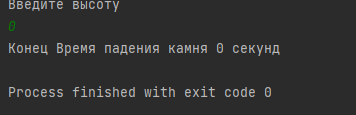 Введите высоту
0
Конец Время падения камня 0 секунд
Process finished with exit code 0